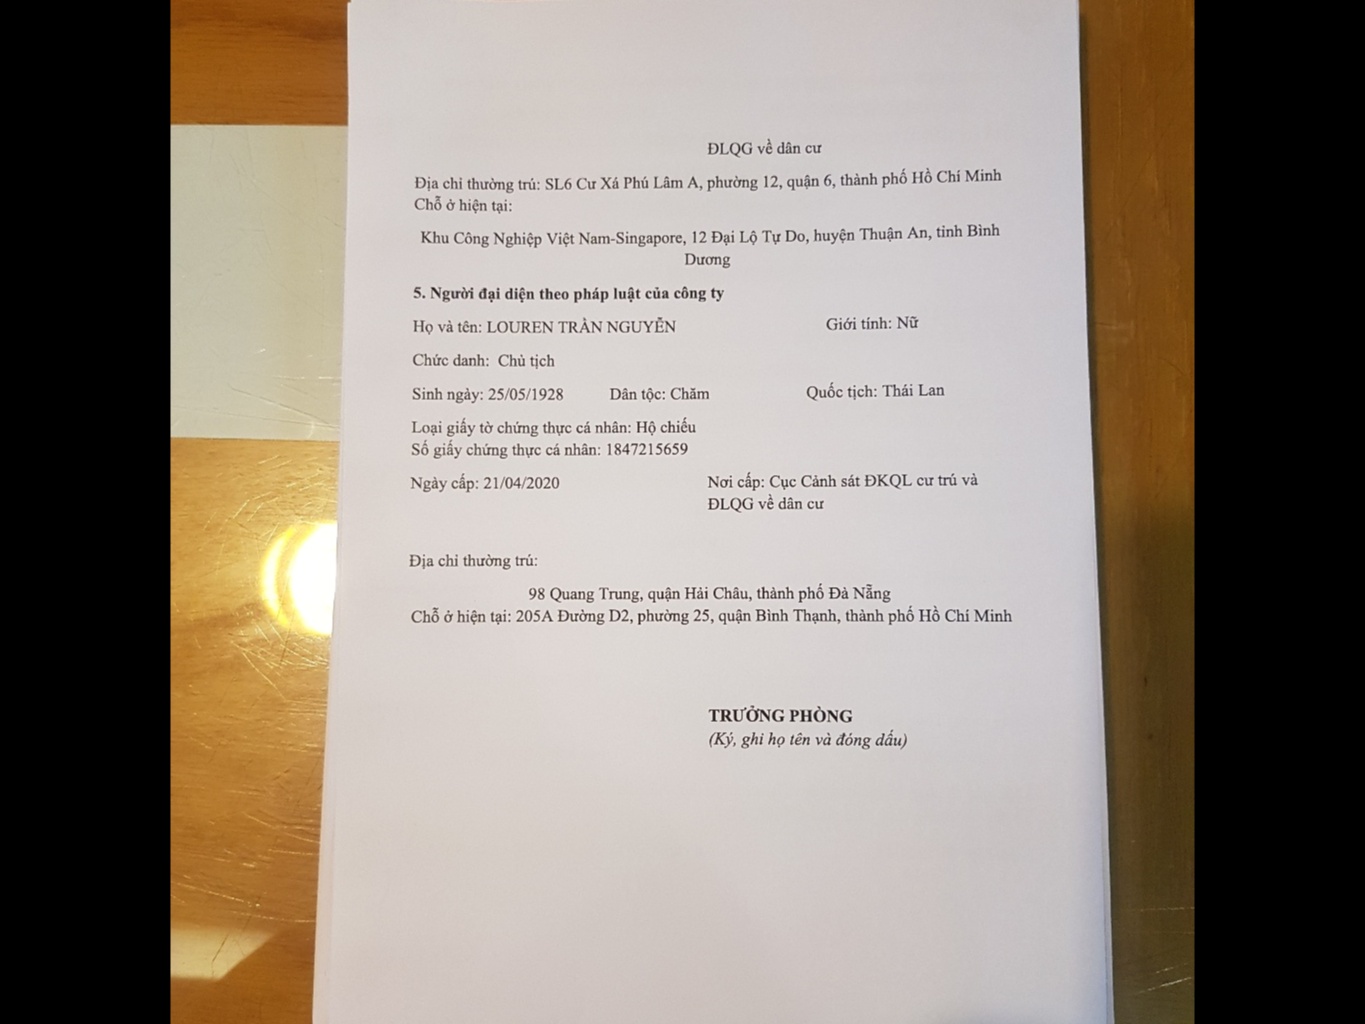 ĐLQG về dân cư
Địa chỉ thường trú: SL6 Cư Xá Phú Lâm A, phường 12, quận 6, thành phố Hồ Chí Minh
Chỗ ở hiện tại:
Khu Công Nghiệp Việt Nam-Singapore, 12 Đại Lộ Tự Do, huyện Thuận An, tỉnh Bình
Dương
5. Người đại diện theo pháp luật của công ty
Họ và tên: LOUREN TRẦN NGUYỄN Giới tính: Nữ
Chức danh: Chủ tịch
Sinh ngày: 25/05/1928 Dân tộc: Chăm Quốc tịch: Thái Lan
Loại giấy tờ chứng thực cá nhân: Hộ chiếu
Số giấy chứng thực cá nhân: 1847215659
Ngày cấp: 21/04/2020 Nơi cấp: Cục Cảnh sát ĐKQL cư trú và
ĐLQG về dân cư
Địa chỉ thường trú:
98 Quang Trung, quận Hải Châu, thành phố Đà Nẵng
Chỗ ở hiện tại: 205A Đường D2, phường 25, quận Bình Thạnh, thành phố Hồ Chí Minh
TRƯỞNG PHÒNG
(Ký, ghi họ tên và đóng dấu)